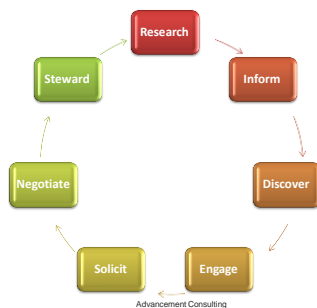 Research
Inform
Discover
Engage
Solicit
Negotiate
Steward
Advancement Consulting